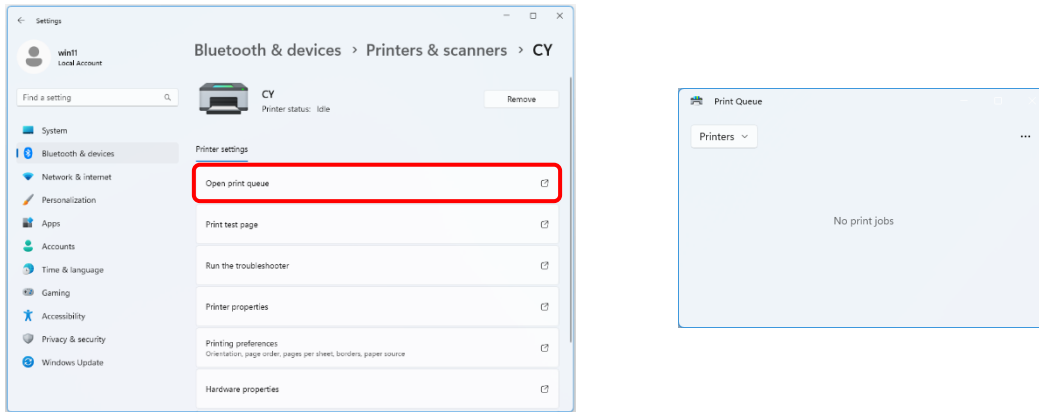 Settings
win11
Local Account
Find a setting
System
Bluetooth & devices
Network & internet
Personalization
Apps
Accounts
Time & language
Gaming
Accessibility
Privacy & security
Windows Update
Bluetooth & devices > Printers & scanners > CY
CY
Printer status: Idle
Remove
Printer settings
Open print queue
Print test page
Run the troubleshooter
Printer properties
Printing preferences
Orientation, page order, pages per sheet, borders, paper source
Hardware properties
Print Queue
Printers
No print jobs